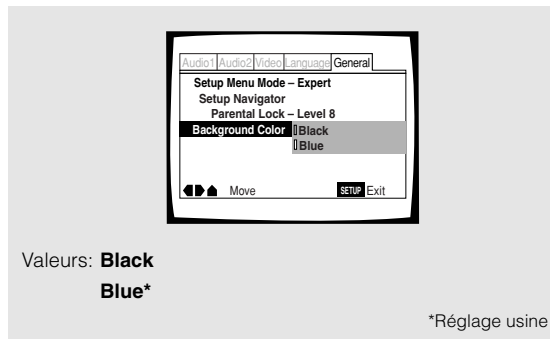 Audio1 Audio2 Video Language General
Setup Menu Mode – Expert
Setup Navigator
Parental Lock – Level 8
Background Color Black
Blue
Move SETUP Exit
Valeurs: Black
Blue*
*Réglage usine